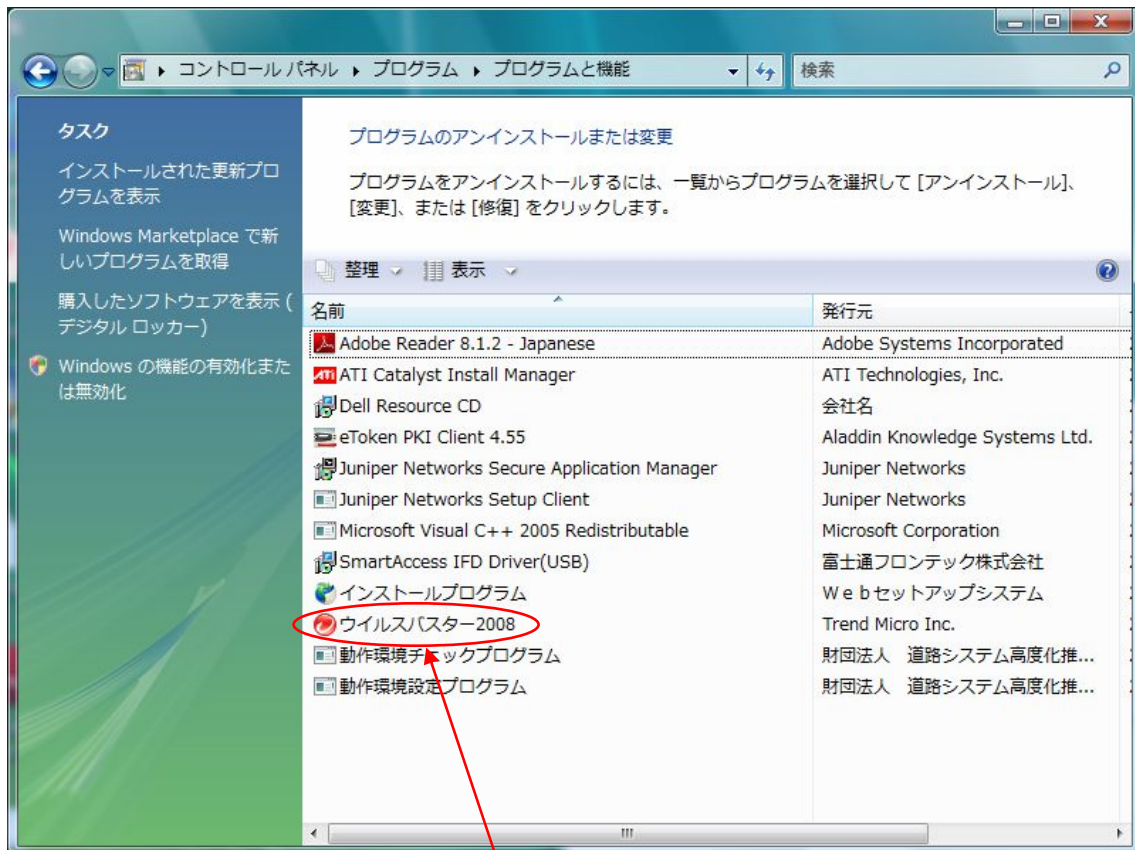 コントロール パネル ▸ プログラム ▸ プログラムと機能
検索
タスク
インストールされた更新プロ
グラムを表示
Windows Marketplace で新
しいプログラムを取得
購入したソフトウェアを表示 (
デジタル ロッカー)
Windows の機能の有効化また
は無効化
プログラムのアンインストールまたは変更
プログラムをアンインストールするには、一覧からプログラムを選択して [アンインストール]、
[変更]、または [修復] をクリックします。
整理 表示
名前 発行元
Adobe Reader 8.1.2 - Japanese Adobe Systems Incorporated
ATI Catalyst Install Manager ATI Technologies, Inc.
Dell Resource CD 会社名
eToken PKI Client 4.55 Aladdin Knowledge Systems Ltd.
Juniper Networks Secure Application Manager Juniper Networks
Juniper Networks Setup Client Juniper Networks
Microsoft Visual C++ 2005 Redistributable Microsoft Corporation
SmartAccess IFD Driver(USB) 富士通フロンテック株式会社
インストールプログラム Ｗｅｂセットアップシステム
ウイルスバスター2008 Trend Micro Inc.
動作環境チェックプログラム 財団法人　道路システム高度化推...
動作環境設定プログラム 財団法人　道路システム高度化推...